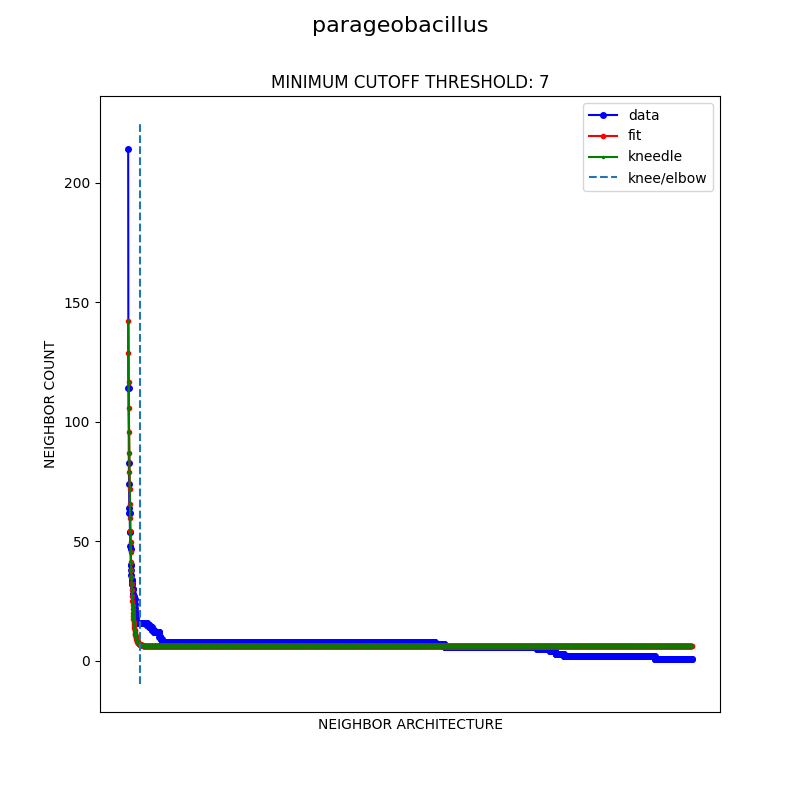 parageobacillus
MINIMUM CUTOFF THRESHOLD: 7
data
fit
kneedle
knee/elbow
200
150
100
50
0
NEIGHBOR COUNT
NEIGHBOR ARCHITECTURE